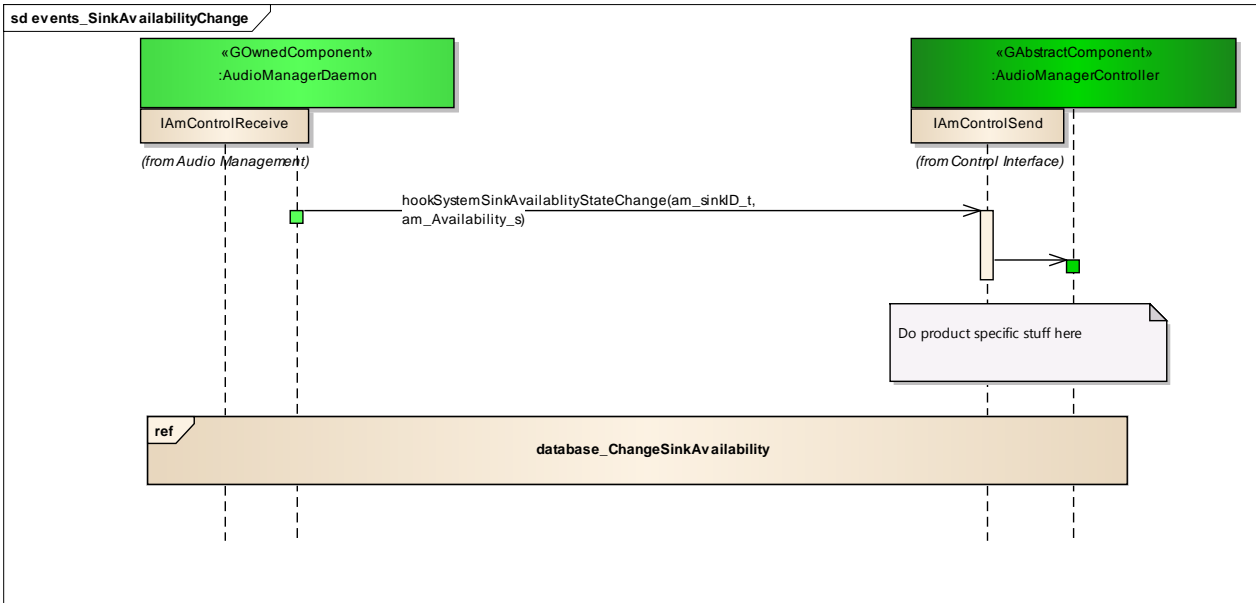 sd events_SinkAvailabilityChange
«GOwnedComponent»
:AudioManagerDaemon
IAmControlReceive
(from Audio Management)
«GAbstractComponent»
:AudioManagerController
IAmControlSend
(from Control Interface)
hookSystemSinkAvailablityStateChange(am_sinkID_t,
am_Availability_s)
Do product specific stuff here
ref
database_ChangeSinkAvailability